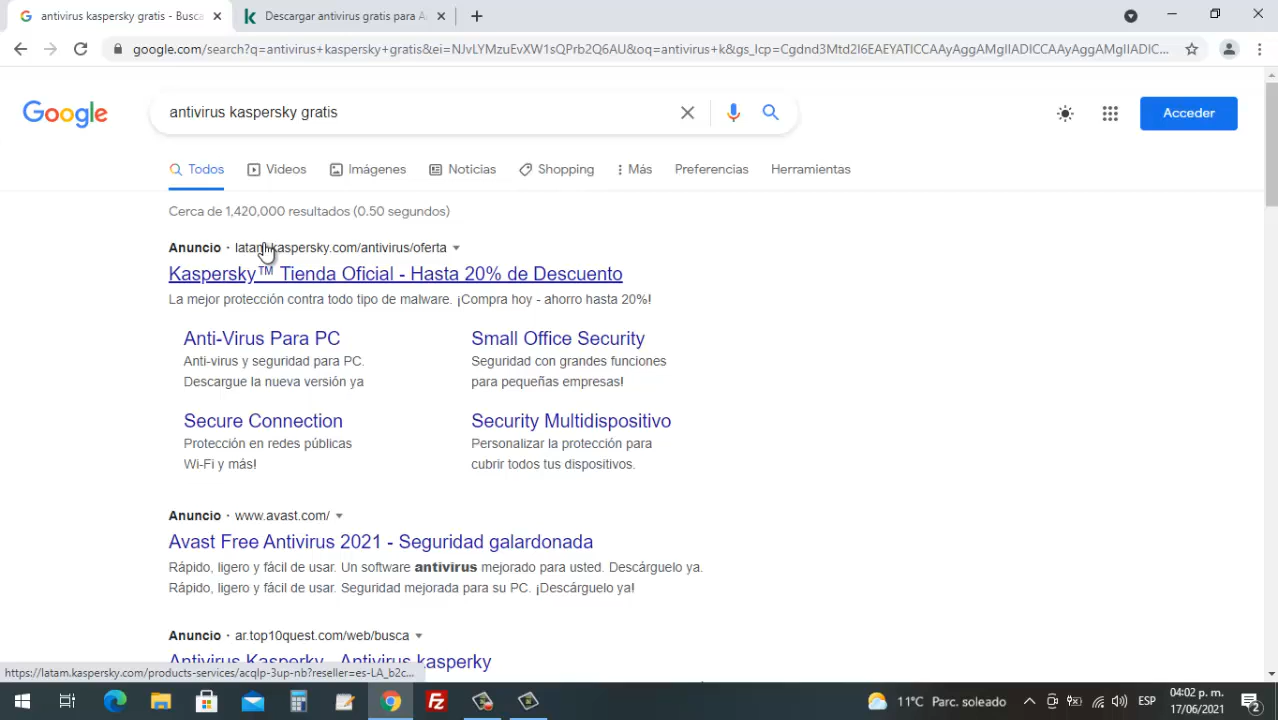 antivirus kaspersky gratis - Busca
Descargar antivirus gratis para A
google.com/search?q=antivirus+kaspersky+gratis&ei=NJvLYMzuEvXW1sQPrb2Q6AU&oq=antivirus+k&gs_lcp=Cgdnd3Mtd2l6EAEYATICCAAyAggAMgIIADICCAAyAggAMgIIADIC...
Google
antivirus kaspersky gratis
Acceder
Todos
Videos
Imágenes
Noticias
Shopping
Más
Preferencias
Herramientas
Cerca de 1,420,000 resultados (0.50 segundos)
Anuncio · latam.kaspersky.com/antivirus/oferta
Kaspersky™ Tienda Oficial - Hasta 20% de Descuento
La mejor protección contra todo tipo de malware. ¡Compra hoy - ahorro hasta 20%!
Anti-Virus Para PC
Anti-virus y seguridad para PC.
Descargue la nueva versión ya
Small Office Security
Seguridad con grandes funciones
para pequeñas empresas!
Secure Connection
Protección en redes públicas
Wi-Fi y más!
Security Multidispositivo
Personalizar la protección para
cubrir todos tus dispositivos.
Anuncio · www.avast.com/
Avast Free Antivirus 2021 - Seguridad galardonada
Rápido, ligero y fácil de usar. Un software antivirus mejorado para usted. Descárguelo ya.
Rápido, ligero y fácil de usar. Seguridad mejorada para su PC. ¡Descárguelo ya!
Anuncio · ar.top10quest.com/web/busca
Antivirus Kasperky - Antivirus kasperky
https://latam.kaspersky.com/products-services/acqlp-3up-nb?reseller=es-LA_b2c...
11°C Parc. soleado
ESP
04:02 p. m.
17/06/2021
2